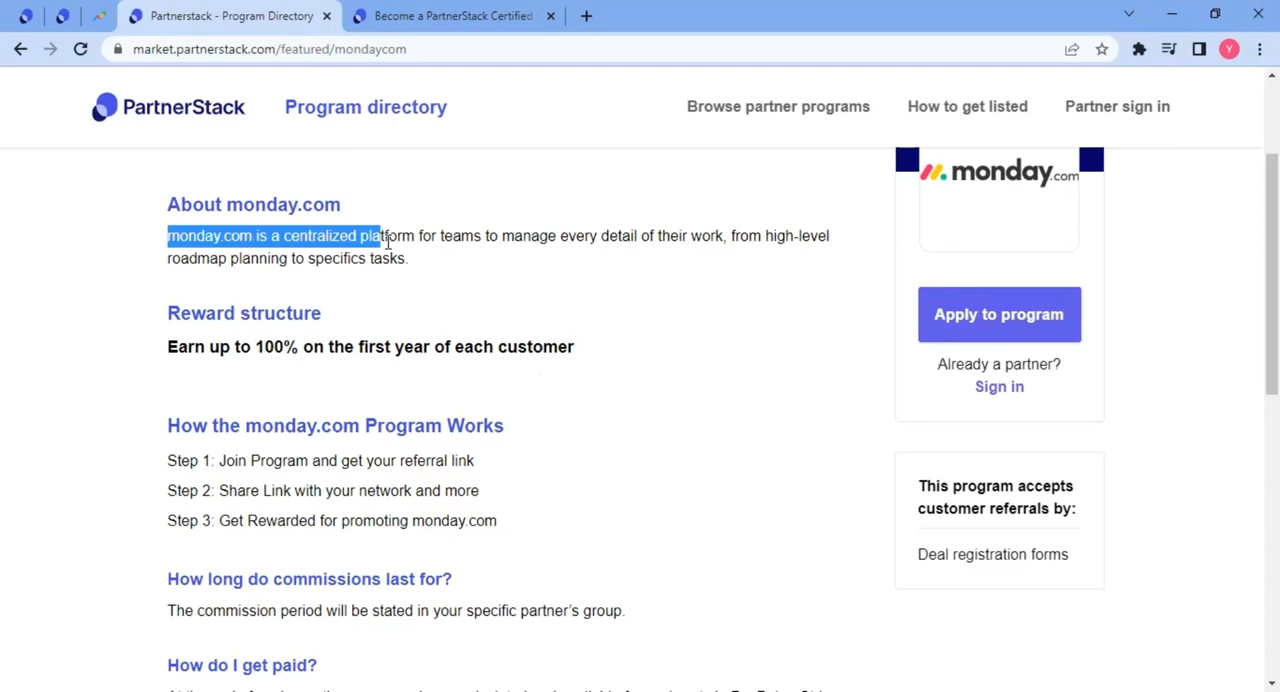 Partnerstack - Program Directory
Become a PartnerStack Certified
market.partnerstack.com/featured/mondaycom
Y
PartnerStack
Program directory
Browse partner programs
How to get listed
Partner sign in
monday.com
About monday.com
monday.com is a centralized platform for teams to manage every detail of their work, from high-level
roadmap planning to specifics tasks.
Apply to program
Reward structure
Earn up to 100% on the first year of each customer
Already a partner?
Sign in
How the monday.com Program Works
Step 1: Join Program and get your referral link
Step 2: Share Link with your network and more
Step 3: Get Rewarded for promoting monday.com
This program accepts
customer referrals by:
Deal registration forms
How long do commissions last for?
The commission period will be stated in your specific partner's group.
How do I get paid?